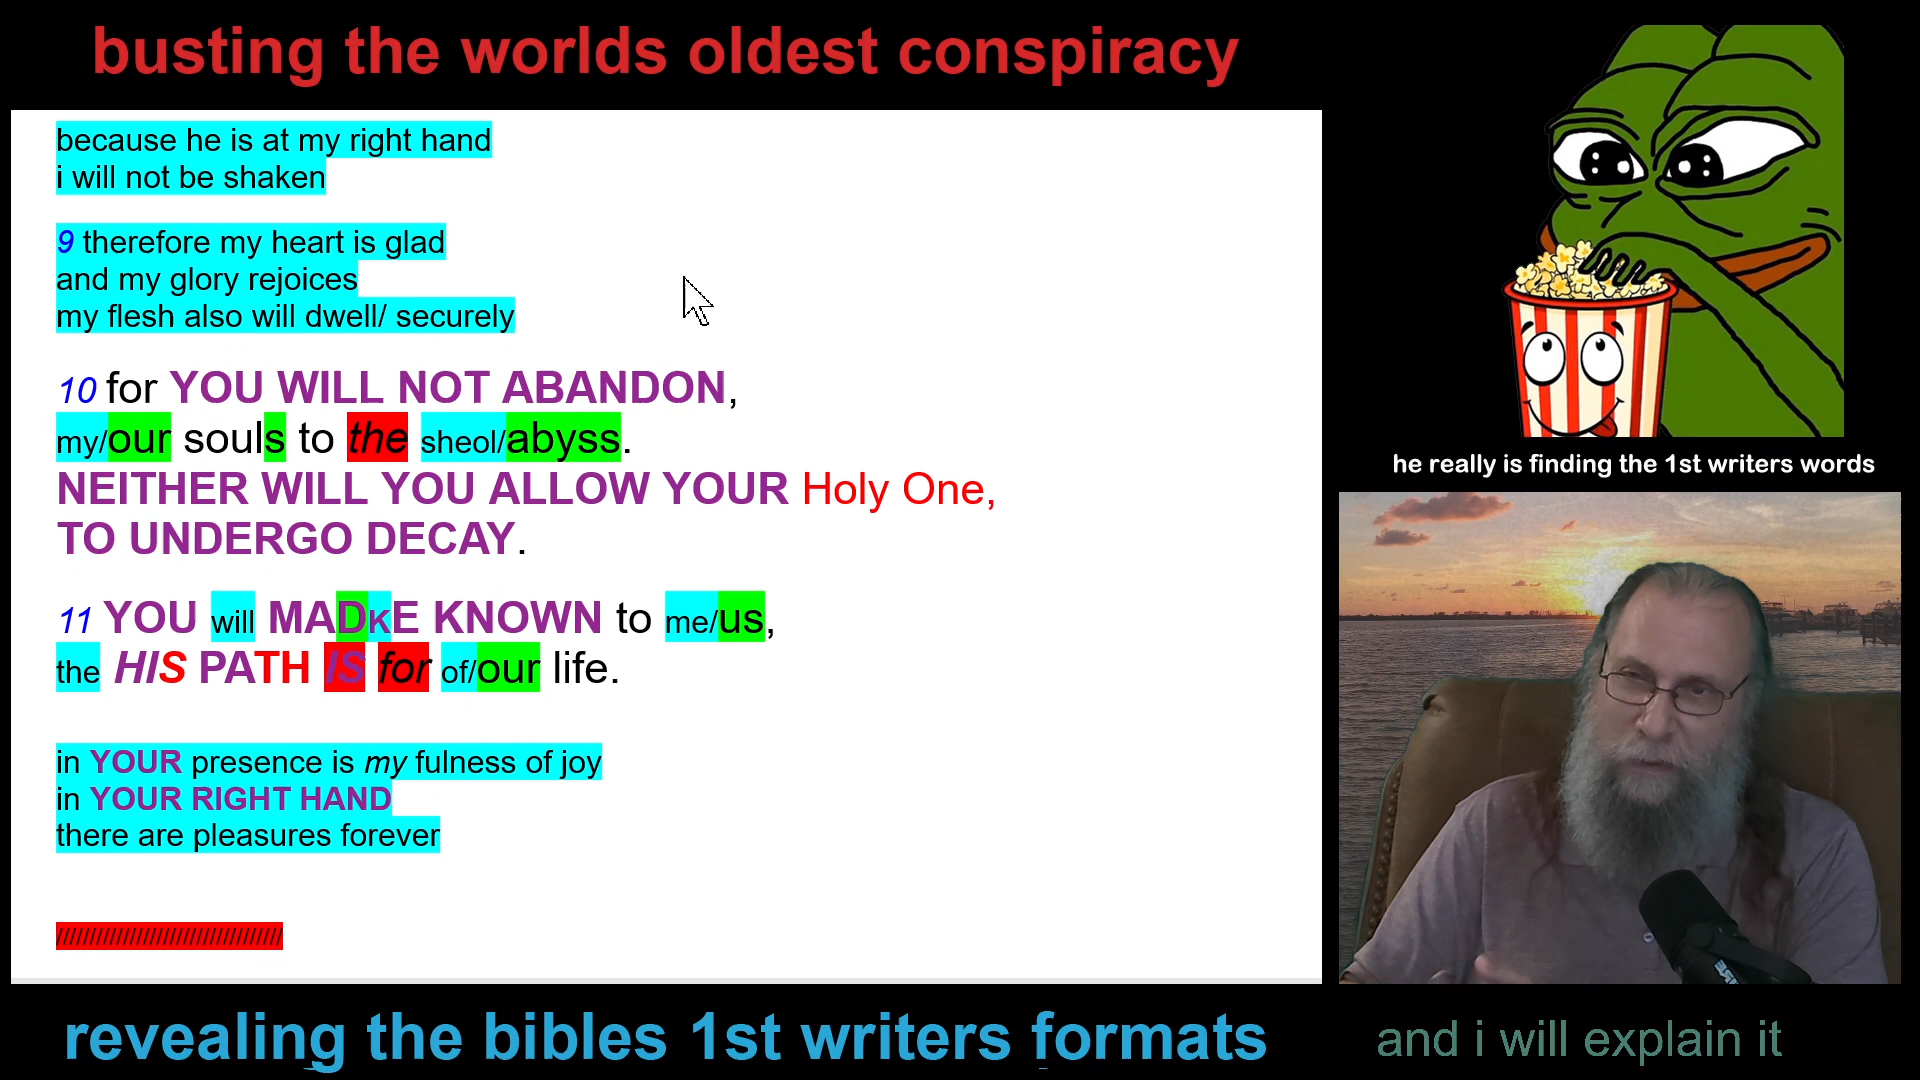 busting the worlds oldest conspiracy
because he is at my right hand
i will not be shaken
9 therefore my heart is glad
and my glory rejoices
my flesh also will dwell/ securely
10 for YOU WILL NOT ABANDON,
my/our souls to the sheol/abyss.
NEITHER WILL YOU ALLOW YOUR Holy One,
TO UNDERGO DECAY.
11 YOU will MADKE KNOWN to me/us,
the HIS PATH IS for of/our life.
in YOUR presence is my fulness of joy
in YOUR RIGHT HAND
there are pleasures forever
//////////////////////////////////
he really is finding the 1st writers words
revealing the bibles 1st writers formats
and i will explain it